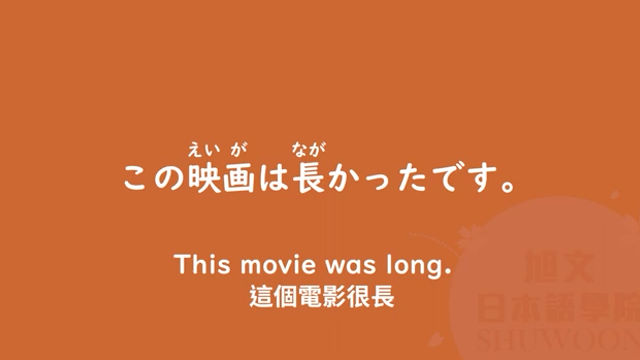 えい が なが
この映画は長かったです。
This movie was long.
這個電影很長
旭文
日本語學院
SHUWOON